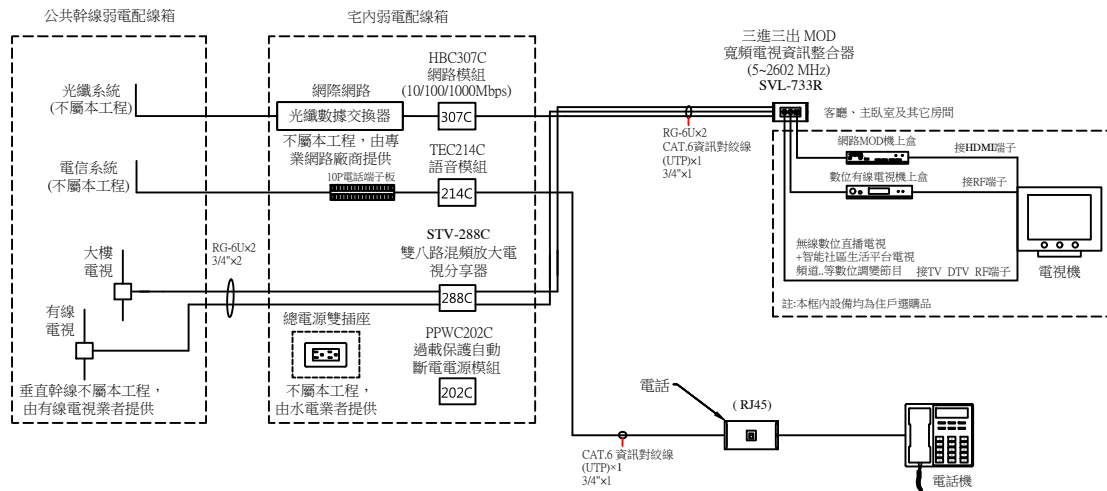 公共幹線弱電配線箱
光纖系統
(不屬本工程)
電信系統
(不屬本工程)
大樓
電視
有線
電視
垂直幹線不屬本工程，
由有線電視業者提供
RG-6U×2
3/4"×2
宅內弱電配線箱
HBC307C
網路模組
(10/100/1000Mbps)
網際網路
光纖數據交換器
307C
不屬本工程，由專
業網路廠商提供
TEC214C
語音模組
10P電話端子板
214C
STV-288C
雙八路混頻放大電
視分享器
288C
總電源雙插座
不屬本工程，
由水電業者提供
PPWC202C
過載保護自動
斷電電源模組
202C
RG-6U×2
CAT.6資訊對絞線
(UTP)×1
3/4"×1
三進三出 MOD
寬頻電視資訊整合器
(5~2602 MHz)
SVL-733R
客廳、主臥室及其它房間
網路MOD機上盒
接HDMI端子
數位有線電視機上盒
接RF端子
無線數位直播電視
+智能社區生活平台電視
頻道..等數位調變節目
接TV DTV RF端子
電視機
註:本框內設備均為住戶選購品
電話
( RJ45)
CAT.6 資訊對絞線
(UTP)×1
3/4"×1
電話機